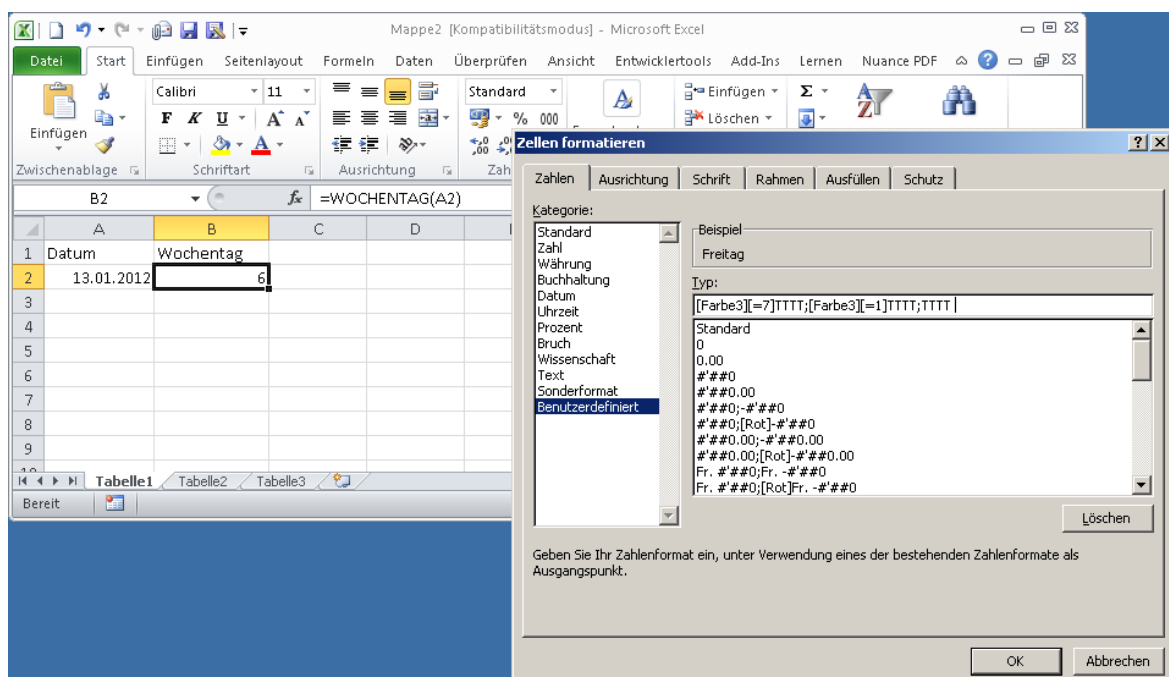 Mappe2 [Kompatibilitätsmodus] - Microsoft Excel
Datei Start Einfügen Seitenlayout Formeln Daten Überprüfen Ansicht Entwicklertools Add-Ins Lernen Nuance PDF
Calibri 11 Standard Einfügen Σ
Einfügen F K U A A % 000 Löschen
Zwischenablage Schriftart Ausrichtung Zah
B2 fx =WOCHENTAG(A2)
A B C D
1 Datum Wochentag
2 13.01.2012 6
3
4
5
6
7
8
9
Tabelle1 Tabelle2 Tabelle3
Bereit
Zellen formatieren
Zahlen Ausrichtung Schrift Rahmen Ausfüllen Schutz
Kategorie:
Standard
Zahl
Währung
Buchhaltung
Datum
Uhrzeit
Prozent
Bruch
Wissenschaft
Text
Sonderformat
Benutzerdefiniert
Beispiel
Freitag
Typ:
[Farbe3][=7]TTTT;[Farbe3][=1]TTTT;TTTT
Standard
0
0.00
#'##0
#'##0.00
#'##0;-#'##0
#'##0;[Rot]-#'##0
#'##0.00;-#'##0.00
#'##0.00;[Rot]-#'##0.00
Fr. #'##0;Fr. -#'##0
Fr. #'##0;[Rot]Fr. -#'##0
Löschen
Geben Sie Ihr Zahlenformat ein, unter Verwendung eines der bestehenden Zahlenformate als
Ausgangspunkt.
OK Abbrechen